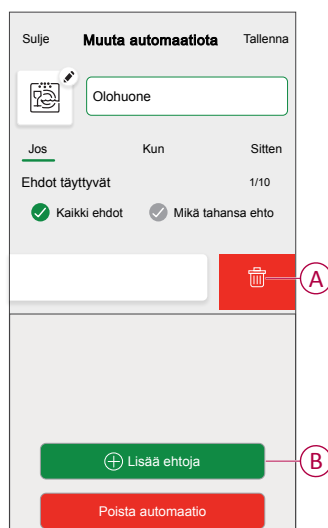 Sulje Muuta automaatiota Tallenna
Olohuone
Jos Kun Sitten
Ehdot täyttyvät 1/10
Kaikki ehdot Mikä tahansa ehto
A
Lisää ehtoja B
Poista automaatio